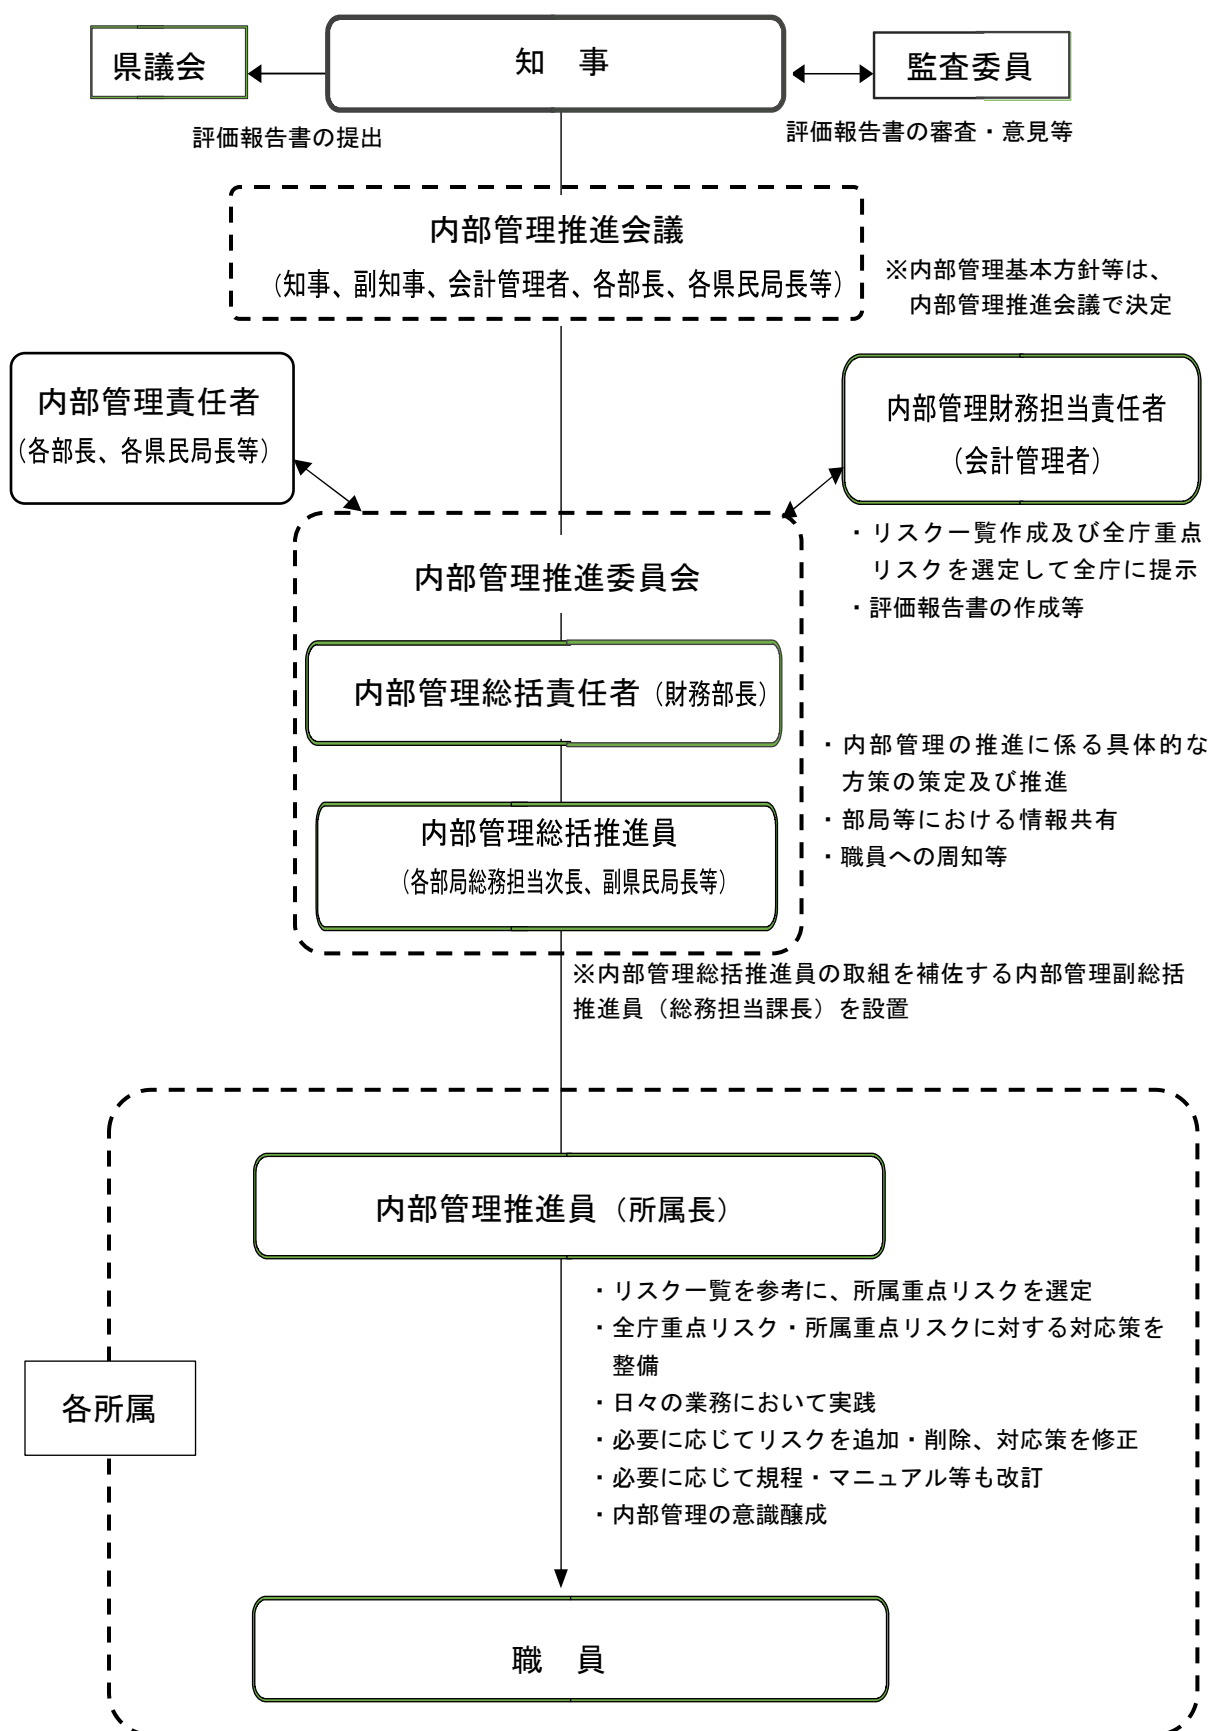 県議会
知　事
監査委員
評価報告書の提出
評価報告書の審査・意見等
内部管理推進会議
（知事、副知事、会計管理者、各部長、各県民局長等）
※内部管理基本方針等は、
内部管理推進会議で決定
内部管理責任者
（各部長、各県民局長等）
内部管理財務担当責任者
（会計管理者）
・リスク一覧作成及び全庁重点
リスクを選定して全庁に提示
・評価報告書の作成等
内部管理推進委員会
内部管理総括責任者（財務部長）
・内部管理の推進に係る具体的な
方策の策定及び推進
・部局等における情報共有
・職員への周知等
内部管理総括推進員
（各部局総務担当次長、副県民局長等）
※内部管理総括推進員の取組を補佐する内部管理副総括
推進員（総務担当課長）を設置
内部管理推進員（所属長）
・リスク一覧を参考に、所属重点リスクを選定
・全庁重点リスク・所属重点リスクに対する対応策を
整備
・日々の業務において実践
・必要に応じてリスクを追加・削除、対応策を修正
・必要に応じて規程・マニュアル等も改訂
・内部管理の意識醸成
各所属
職　員